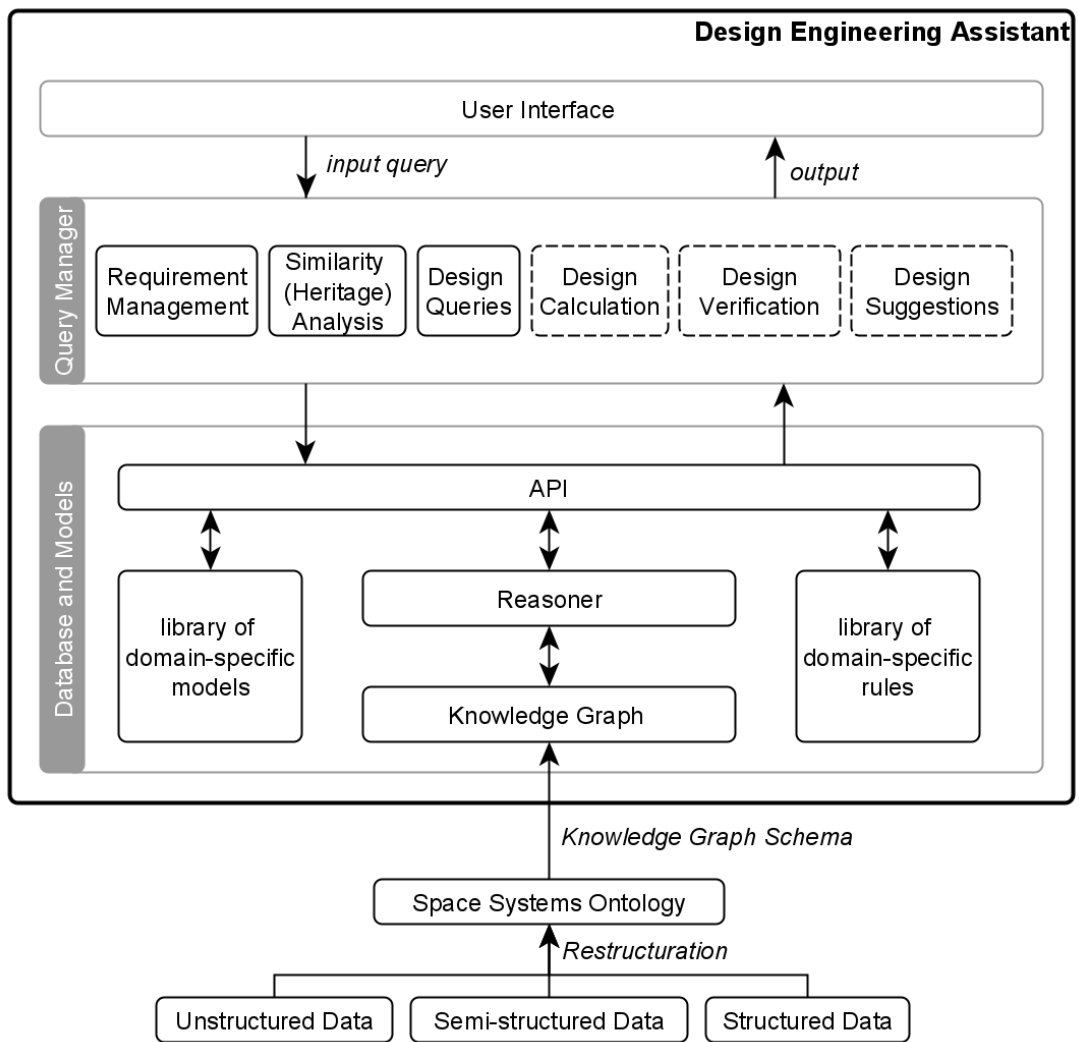 Design Engineering Assistant
User Interface
input query
output
Query Manager
Requirement
Management
Similarity
(Heritage)
Analysis
Design
Queries
Design
Calculation
Design
Verification
Design
Suggestions
Database and Models
API
library of
domain-specific
models
Reasoner
Knowledge Graph
library of
domain-specific
rules
Knowledge Graph Schema
Space Systems Ontology
Restructuration
Unstructured Data
Semi-structured Data
Structured Data